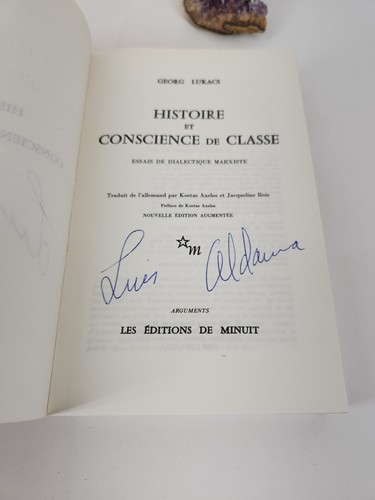 GEORG LUKACS
HISTOIRE
ET
CONSCIENCE DE CLASSE
ESSAIS DE DIALECTIQUE MARXISTE
Traduit de l'allemand par Kostas Axelos et Jacqueline Bois
Préface de Kostas Axelos
NOUVELLE ÉDITION AUGMENTÉE
☆m
Luis Aldama
ARGUMENTS
LES ÉDITIONS DE MINUIT